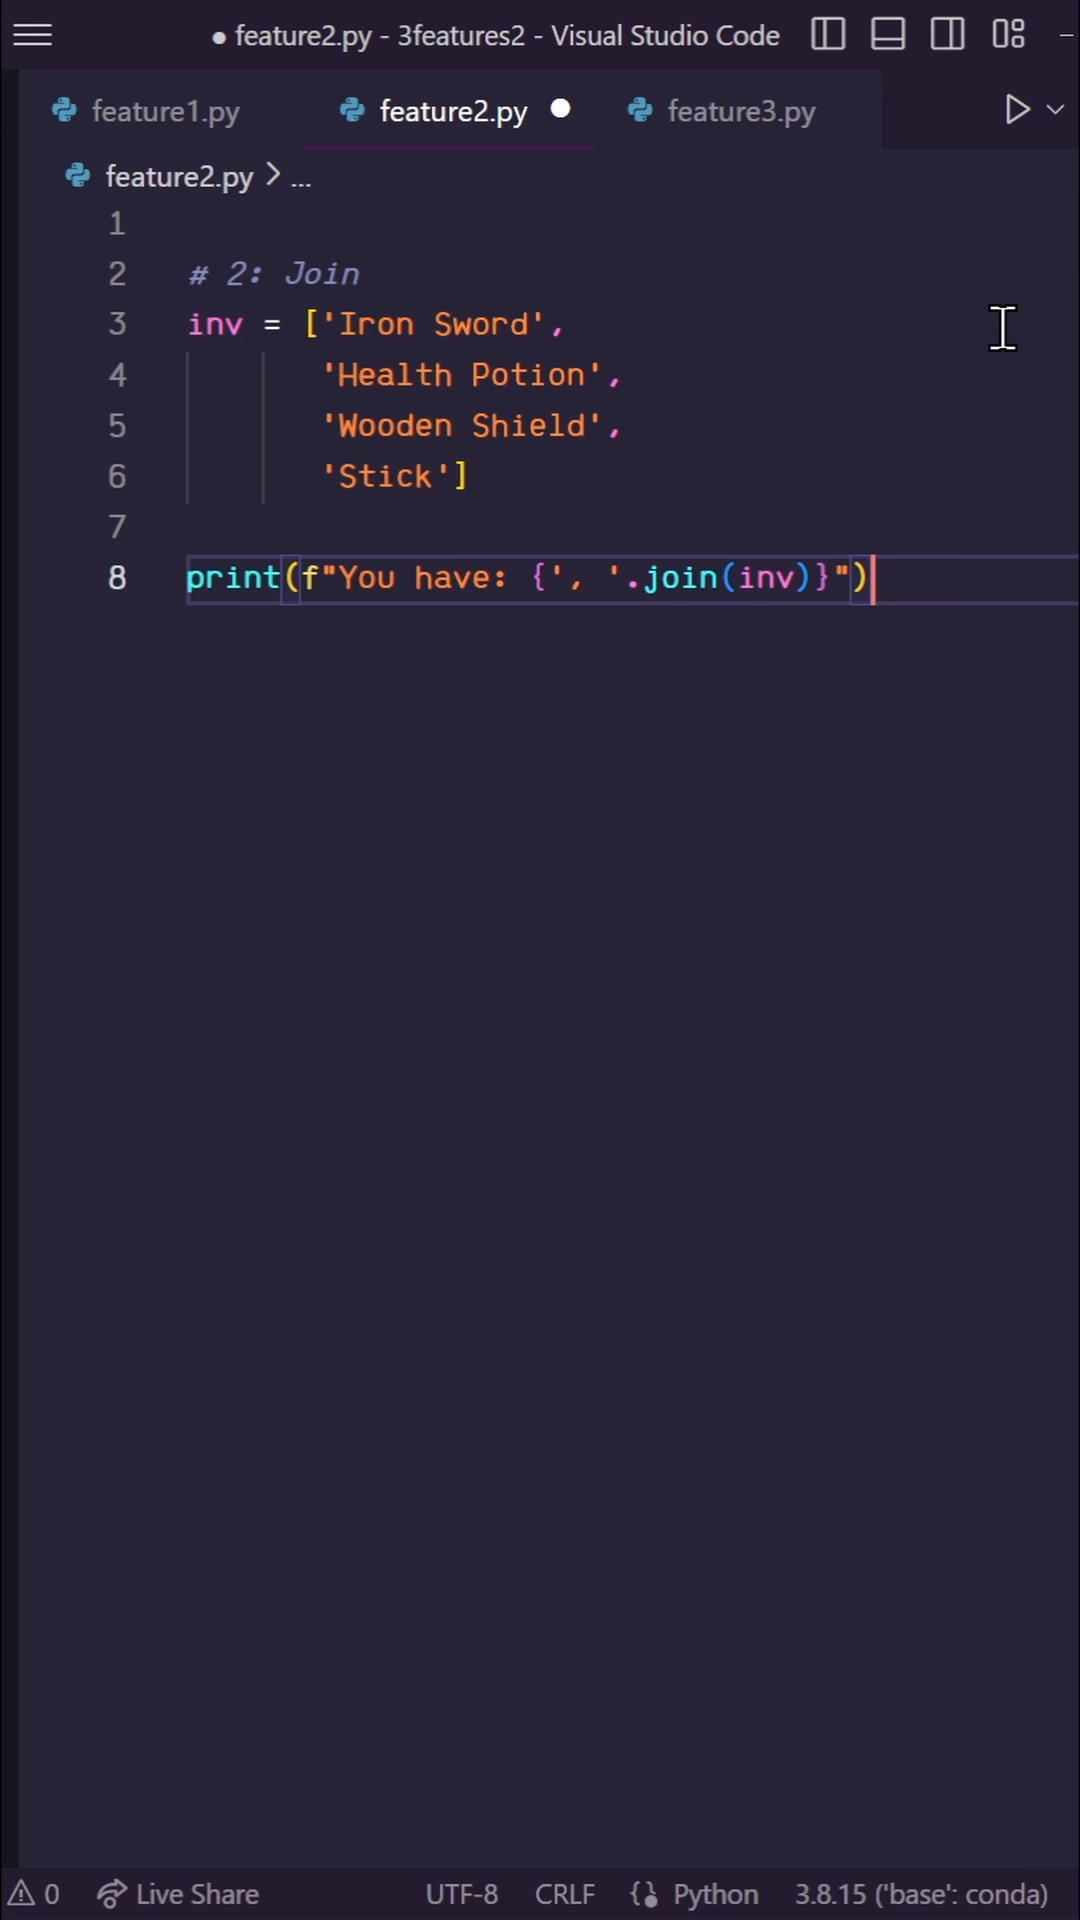 ● feature2.py - 3features2 - Visual Studio Code
feature1.py feature2.py feature3.py
feature2.py > ...
1
2 # 2: Join
3 inv = ['Iron Sword',
4 'Health Potion',
5 'Wooden Shield',
6 'Stick']
7
8 print(f"You have: {', '.join(inv)}")
0 Live Share UTF-8 CRLF Python 3.8.15 ('base': conda)